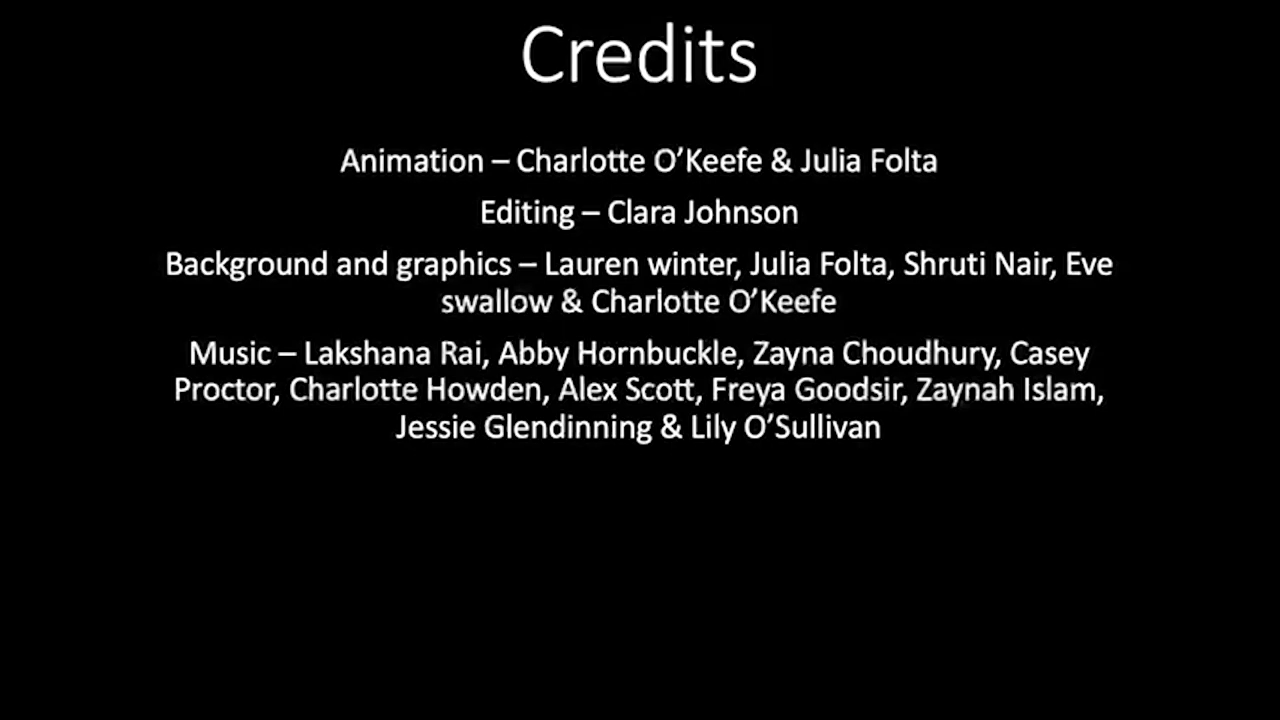 Credits
Animation – Charlotte O’Keefe & Julia Folta
Editing – Clara Johnson
Background and graphics – Lauren winter, Julia Folta, Shruti Nair, Eve
swallow & Charlotte O’Keefe
Music – Lakshana Rai, Abby Hornbuckle, Zayna Choudhury, Casey
Proctor, Charlotte Howden, Alex Scott, Freya Goodsir, Zaynah Islam,
Jessie Glendinning & Lily O’Sullivan